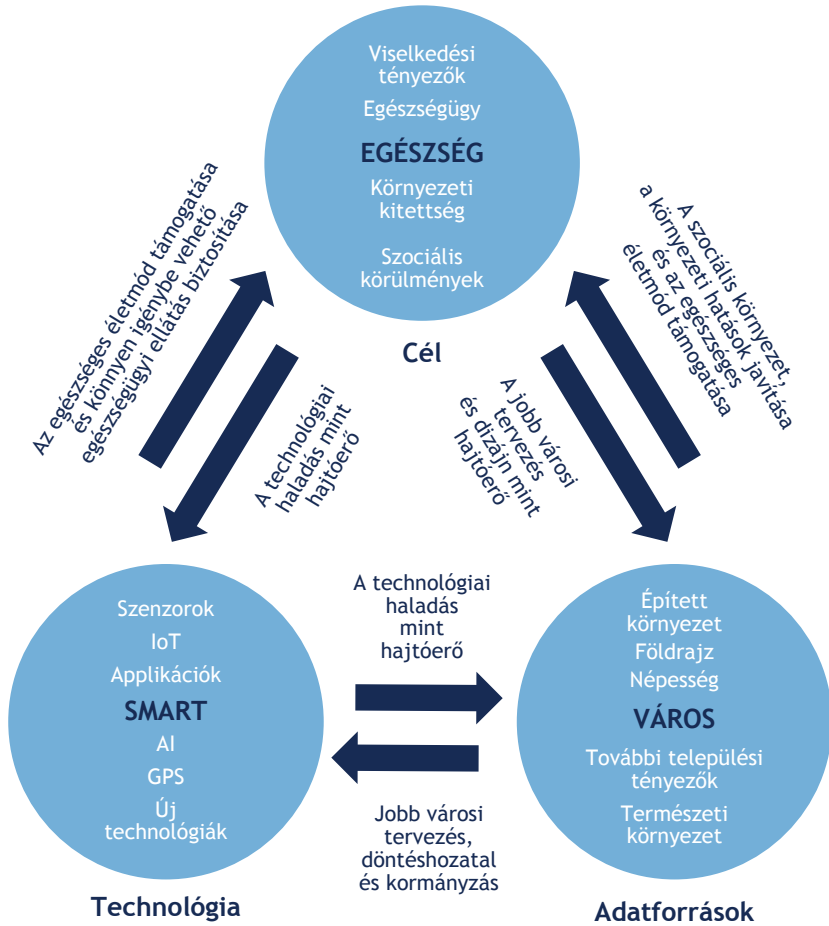 Viselkedési
tényezők
Egészségügy
EGÉSZSÉG
Környezeti
kitettség
Szociális
körülmények
Cél
Az egészséges életmód támogatása
és könnyen igénybe vehető
egészségügyi ellátás biztosítása
A technológiai
haladás mint
hajtóerő
A jobb városi
tervezés
és dizájn mint
hajtóerő
A szociális környezet,
a környezeti hatások javítása
és az egészséges
életmód támogatása
Szenzorok
IoT
Applikációk
SMART
AI
GPS
Új
technológiák
Technológia
A technológiai
haladás
mint
hajtóerő
Jobb városi
tervezés,
döntéshozatal
és kormányzás
Épített
környezet
Földrajz
Népesség
VÁROS
További települési
tényezők
Természeti
környezet
Adatforrások